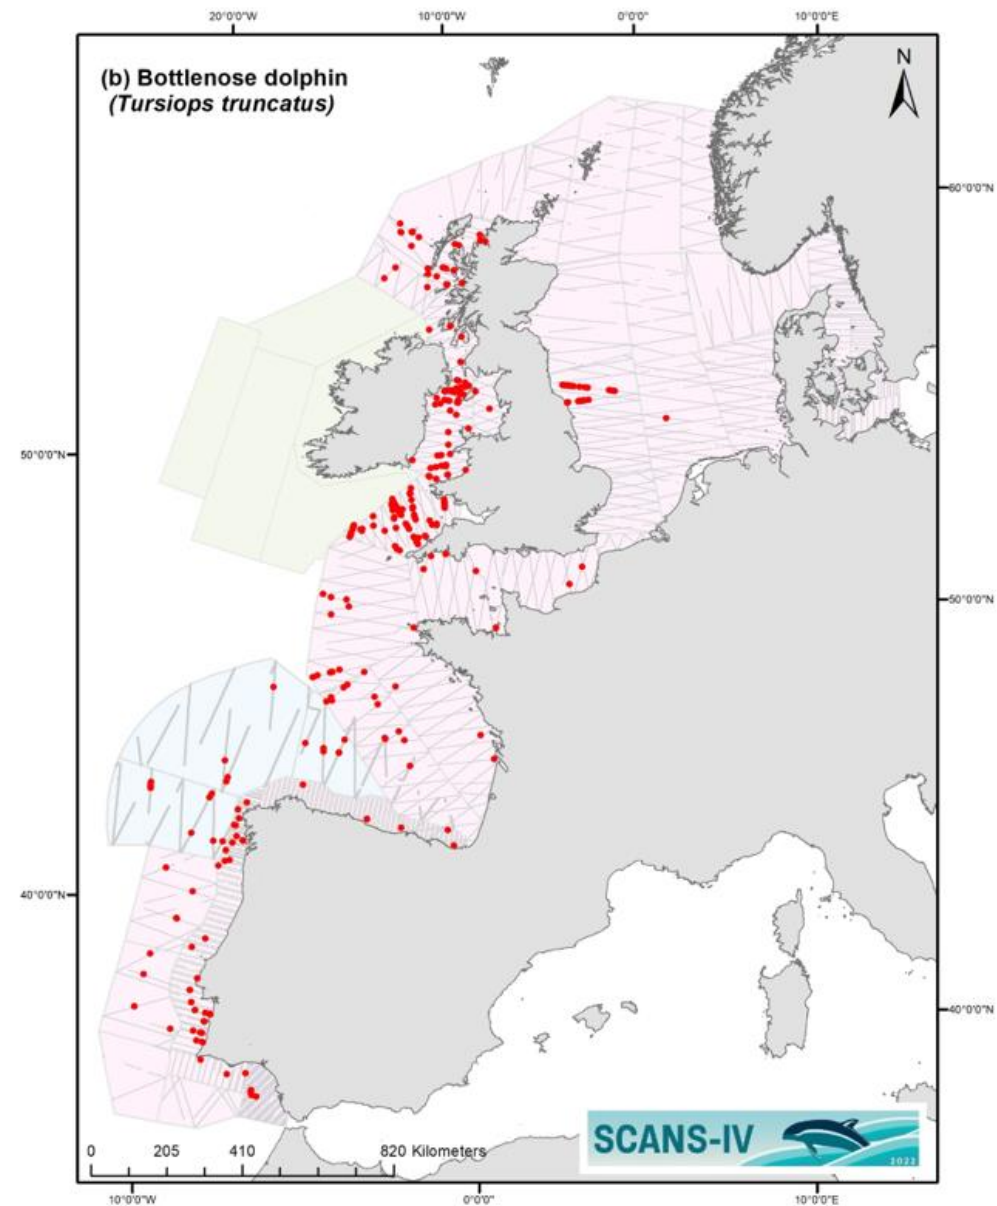 20°0'0"W 10°0'0"W 0°0'0" 10°0'0"E
(b) Bottlenose dolphin
(Tursiops truncatus)
N
60°0'0"N
50°0'0"N
50°0'0"N
40°0'0"N
40°0'0"N
SCANS-IV
2022
0 205 410 820 Kilometers
10°0'0"W 0°0'0" 10°0'0"E